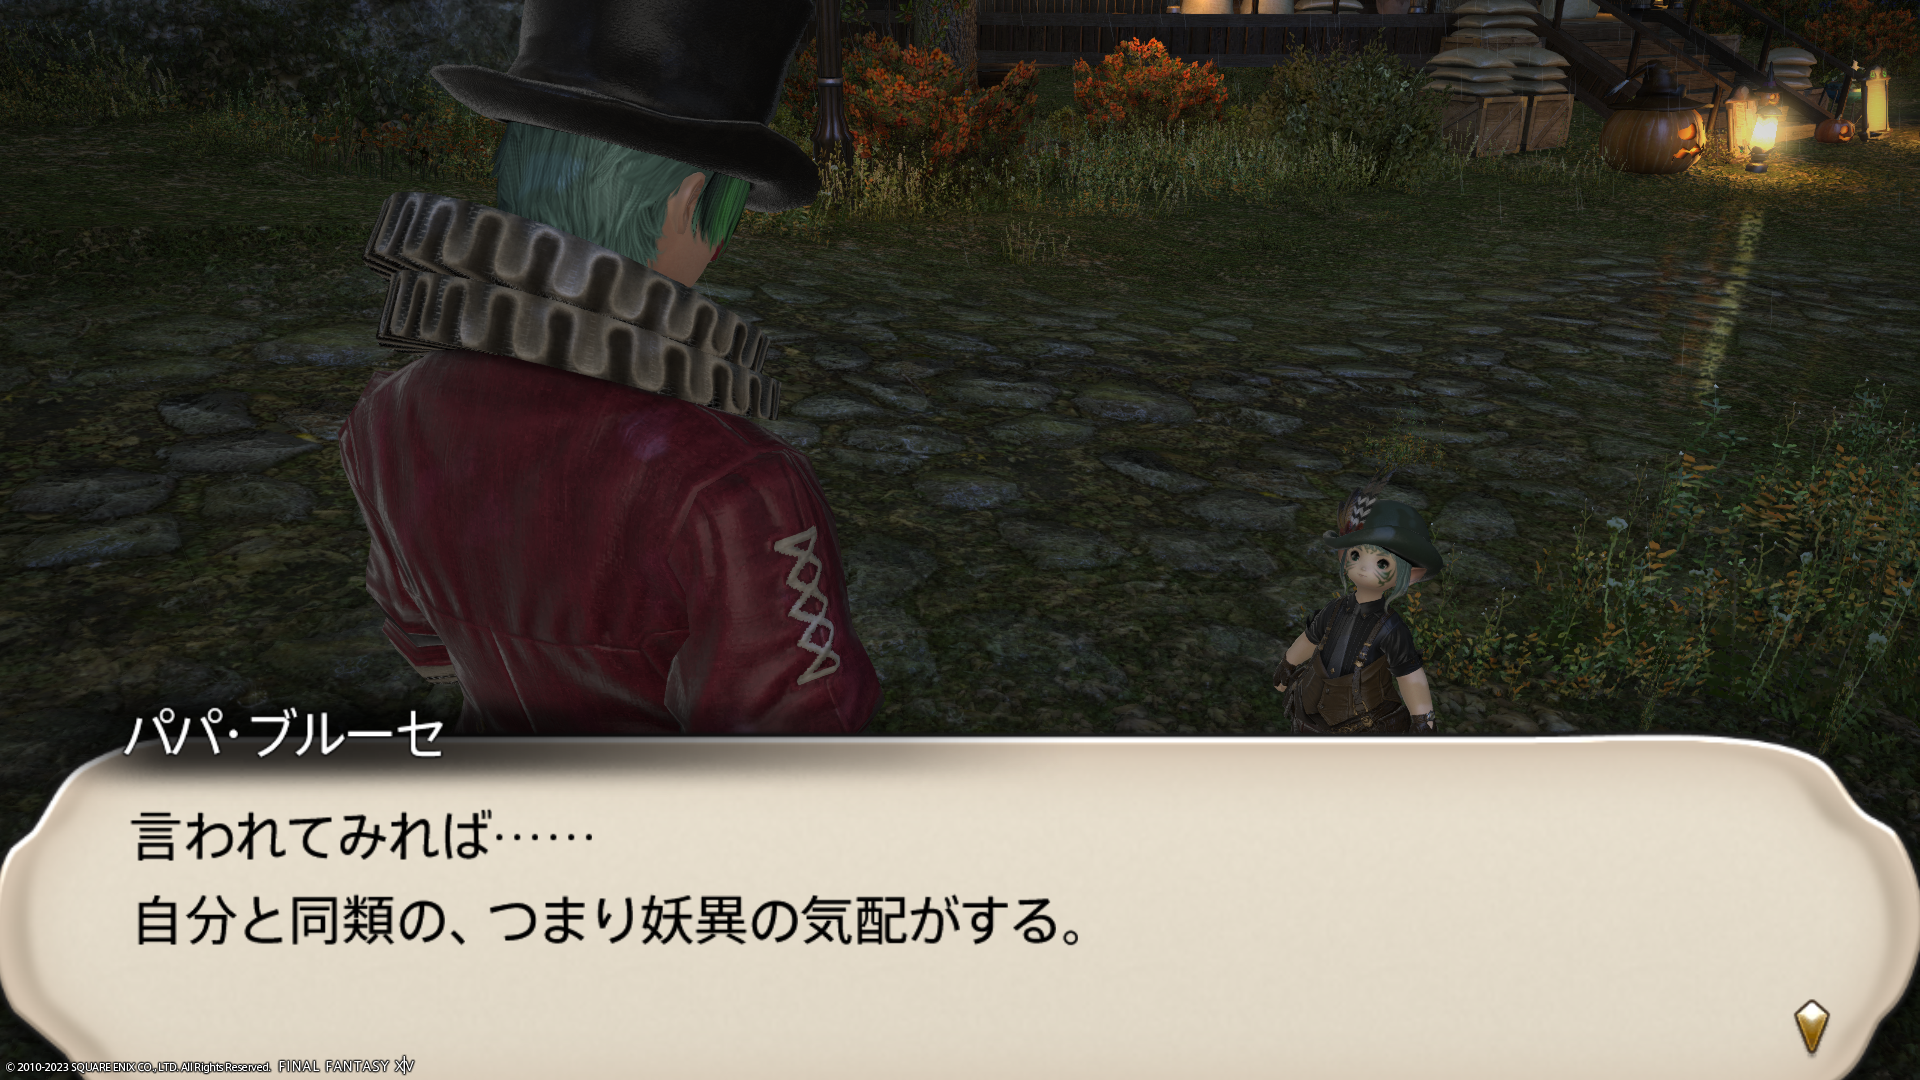 パパ・ブルーセ
言われてみれば……
自分と同類の、つまり妖異の気配がする。
© 2010-2023 SQUARE ENIX CO., LTD. All Rights Reserved. FINAL FANTASY XIV